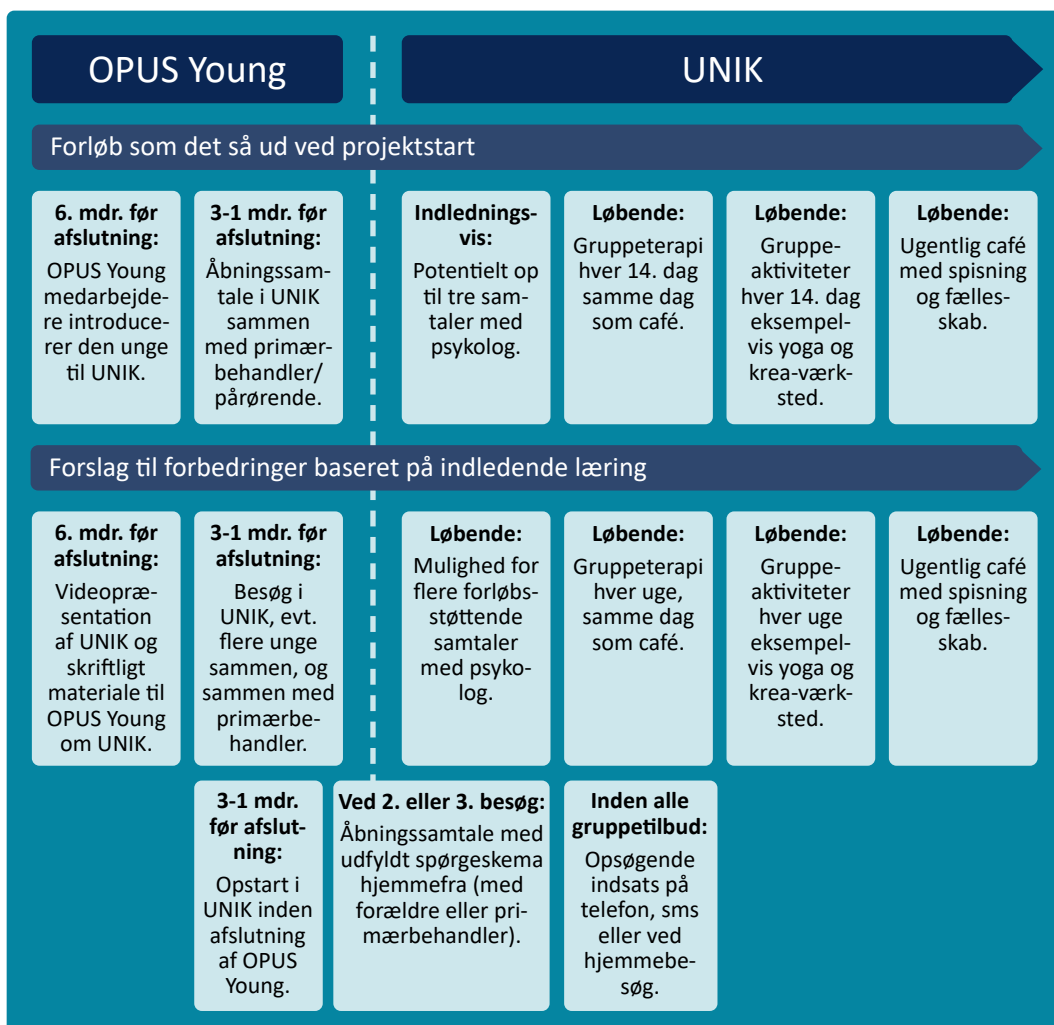 OPUS Young
UNIK
Forløb som det så ud ved projektstart
6. mdr. før
afslutning:
OPUS Young
medarbejde-
re introduce-
rer den unge
til UNIK.
3-1 mdr. før
afslutning:
Åbningssam-
tale i UNIK
sammen
med primær-
behandler/
pårørende.
Indlednings-
vis:
Potentielt op
til tre sam-
taler med
psykolog.
Løbende:
Gruppeterapi
hver 14. dag
samme dag
som café.
Løbende:
Gruppe-
aktiviteter
hver 14. dag
eksempel-
vis yoga og
krea-værk-
sted.
Løbende:
Ugentlig café
med spisning
og fælles-
skab.
Forslag til forbedringer baseret på indledende læring
6. mdr. før
afslutning:
Videopræ-
sentation
af UNIK og
skriftligt
materiale til
OPUS Young
om UNIK.
3-1 mdr. før
afslutning:
Besøg i
UNIK, evt.
flere unge
sammen, og
sammen med
primærbe-
handler.
Løbende:
Mulighed for
flere forløbs-
støttende
samtaler
med psyko-
log.
Løbende:
Gruppeterapi
hver uge,
samme dag
som café.
Løbende:
Gruppe-
aktiviteter
hver uge
eksempel-
vis yoga og
krea-værk-
sted.
Løbende:
Ugentlig café
med spisning
og fælles-
skab.
3-1 mdr.
før afslut-
ning:
Opstart i
UNIK inden
afslutning
af OPUS
Young.
Ved 2. eller 3. besøg:
Åbningssamtale med
udfyldt spørgeskema
hjemmefra (med
forældre eller pri-
mærbehandler).
Inden alle
gruppetilbud:
Opsøgende
indsats på
telefon, sms
eller ved
hjemmebe-
søg.